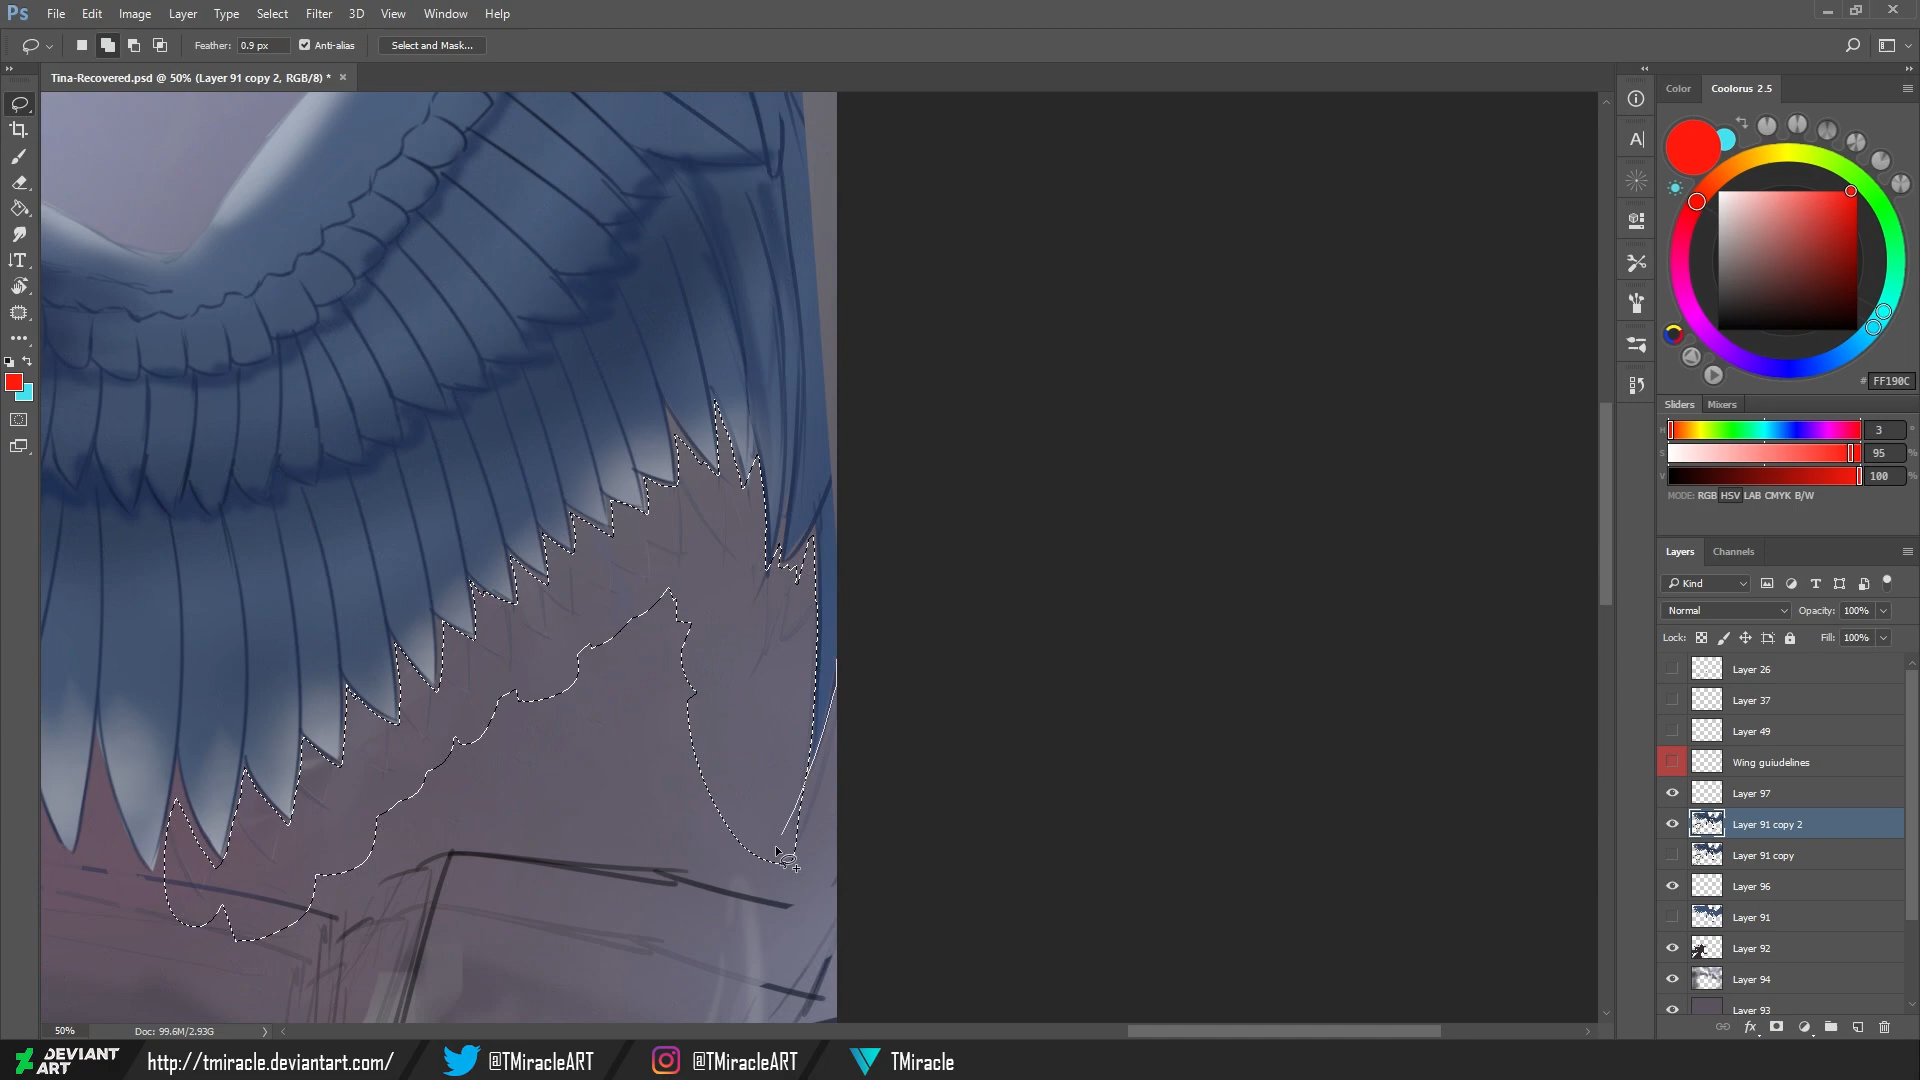 Ps File Edit Image Layer Type Select Filter 3D View Window Help
Feather: 0.9 px Anti-alias Select and Mask...
Tina-Recovered.psd @ 50% (Layer 91 copy 2, RGB/8) * ×
Color Coolorus 2.5
# FF190C
Sliders Mixers
H 3 °
S 95 %
V 100 %
MODE: RGB HSV LAB CMYK B/W
Layers Channels
Kind
Normal Opacity: 100%
Lock: Fill: 100%
Layer 26
Layer 37
Layer 49
Wing guiudelines
Layer 97
Layer 91 copy 2
Layer 91 copy
Layer 96
Layer 91
Layer 92
Layer 94
Layer 93
fx
50% Doc: 99.6M/2.93G
DEVIANT
ART
http://tmiracle.deviantart.com/ @TMiracleART @TMiracleART TMiracle